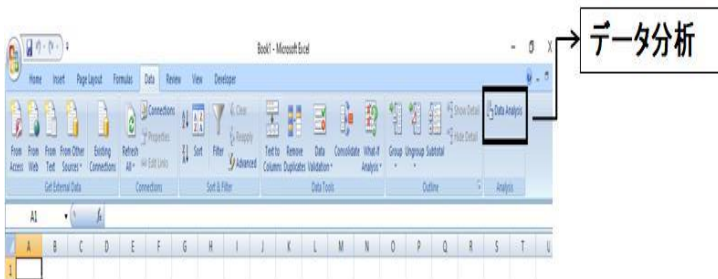 Book1 - Microsoft Excel
データ分析
Home Insert Page Layout Formulas Data Review View Developer
From Access From Web From Text From Other Sources Existing Connections Refresh All Connections Properties Edit Links Sort Filter Clear Reapply Advanced Text to Columns Remove Duplicates Data Validation Consolidate What-If Analysis Group Ungroup Subtotal Show Detail Hide Detail Data Analysis
Get External Data Connections Sort & Filter Data Tools Outline Analysis
A1 fx
A B C D E F G H I J K L M N O P Q R S T U
1